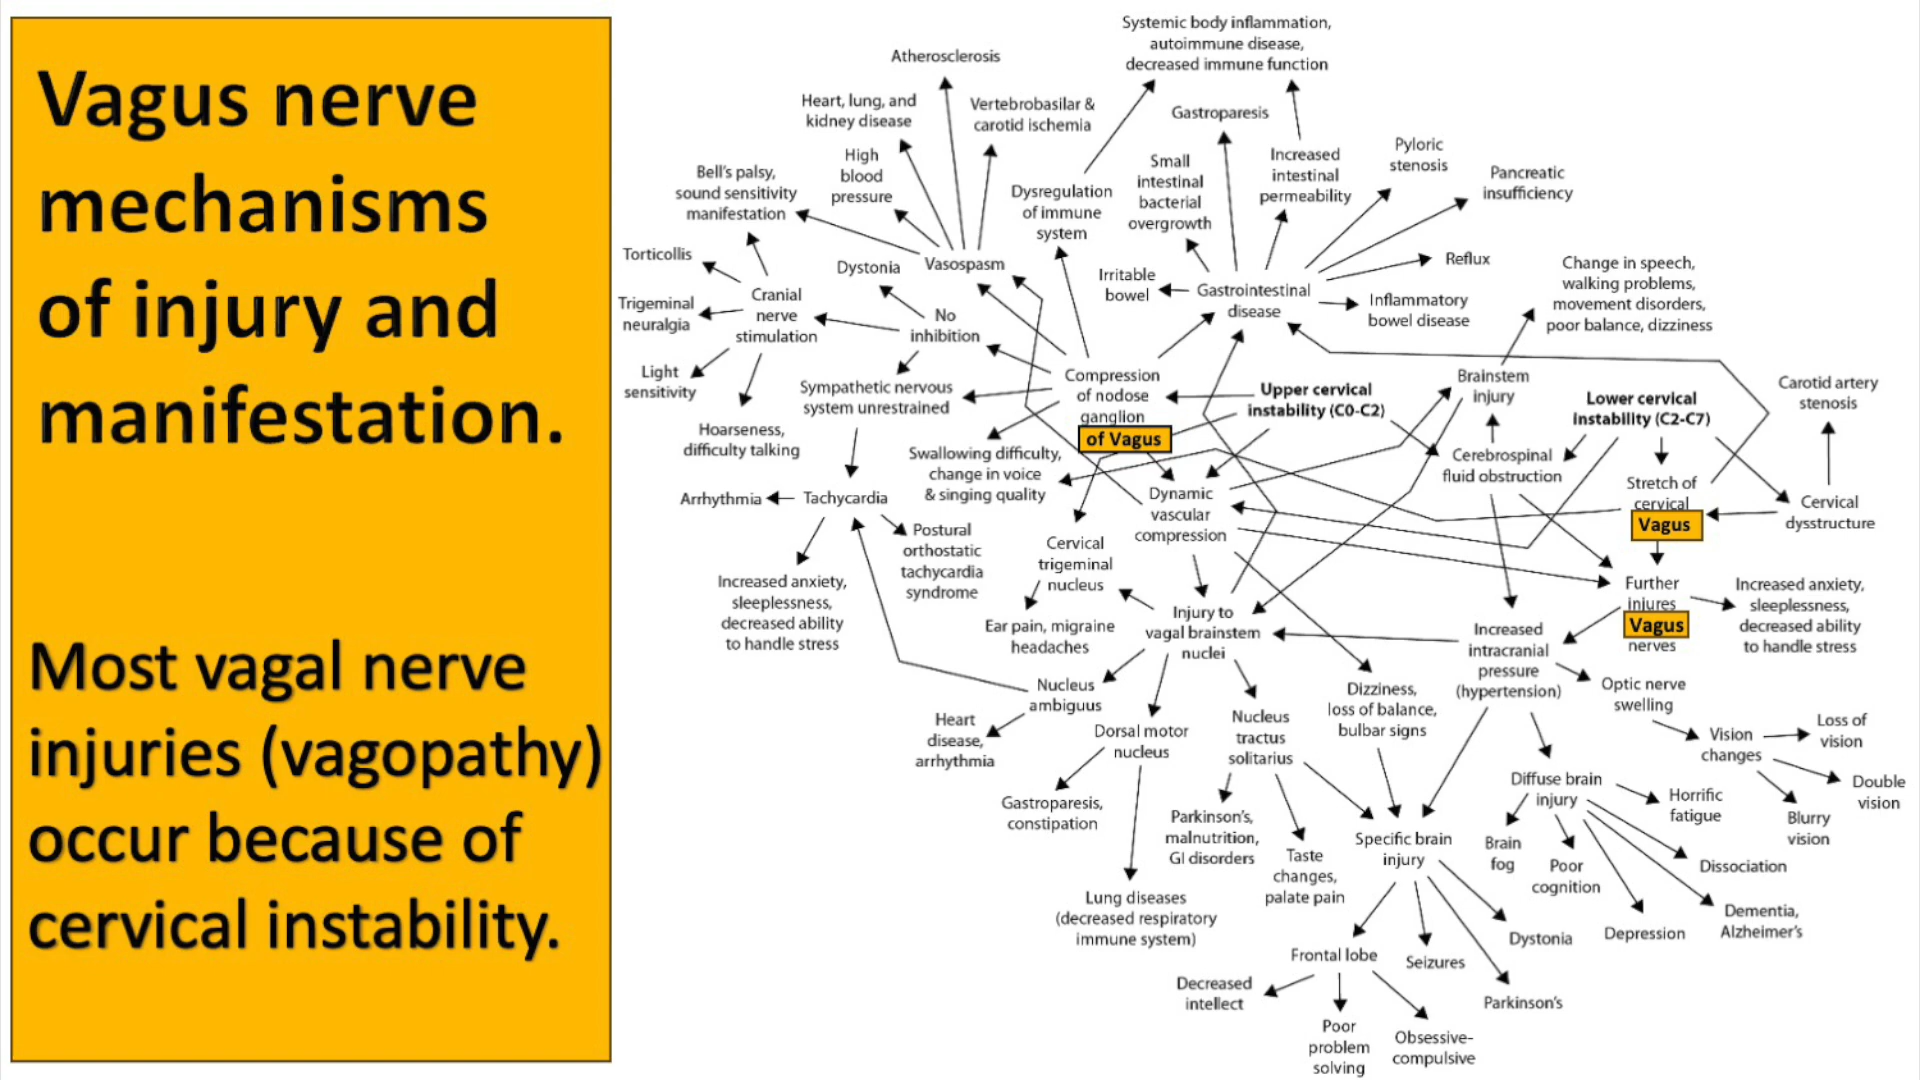 Vagus nerve
mechanisms
of injury and
manifestation.
Most vagal nerve
injuries (vagopathy)
occur because of
cervical instability.
Systemic body inflammation,
autoimmune disease,
decreased immune function
Atherosclerosis
Heart, lung, and
kidney disease
Vertebrobasilar &
carotid ischemia
Gastroparesis
High
blood
pressure
Bell's palsy,
sound sensitivity
manifestation
Dysregulation
of immune
system
Small
intestinal
bacterial
overgrowth
Increased
intestinal
permeability
Pyloric
stenosis
Pancreatic
insufficiency
Torticollis
Dystonia
Vasospasm
Irritable
bowel
Gastrointestinal
disease
Reflux
Inflammatory
bowel disease
Change in speech,
walking problems,
movement disorders,
poor balance, dizziness
Trigeminal
neuralgia
Cranial
nerve
stimulation
No
inhibition
Light
sensitivity
Sympathetic nervous
system unrestrained
Compression
of nodose
ganglion
of Vagus
Upper cervical
instability (C0-C2)
Brainstem
injury
Lower cervical
instability (C2-C7)
Carotid artery
stenosis
Hoarseness,
difficulty talking
Swallowing difficulty,
change in voice
& singing quality
Cerebrospinal
fluid obstruction
Stretch of
cervical
Vagus
Cervical
dysstructure
Arrhythmia
Tachycardia
Dynamic
vascular
compression
Postural
orthostatic
tachycardia
syndrome
Cervical
trigeminal
nucleus
Increased anxiety,
sleeplessness,
decreased ability
to handle stress
Further
injures
Vagus
nerves
Increased anxiety,
sleeplessness,
decreased ability
to handle stress
Ear pain, migraine
headaches
Injury to
vagal brainstem
nuclei
Increased
intracranial
pressure
(hypertension)
Nucleus
ambiguus
Dizziness,
loss of balance,
bulbar signs
Optic nerve
swelling
Heart
disease,
arrhythmia
Dorsal motor
nucleus
Nucleus
tractus
solitarius
Vision
changes
Loss of
vision
Double
vision
Blurry
vision
Diffuse brain
injury
Horrific
fatigue
Gastroparesis,
constipation
Parkinson's,
malnutrition,
GI disorders
Taste
changes,
palate pain
Specific brain
injury
Brain
fog
Poor
cognition
Dissociation
Lung diseases
(decreased respiratory
immune system)
Dystonia
Depression
Dementia,
Alzheimer's
Frontal lobe
Seizures
Parkinson's
Decreased
intellect
Poor
problem
solving
Obsessive-
compulsive